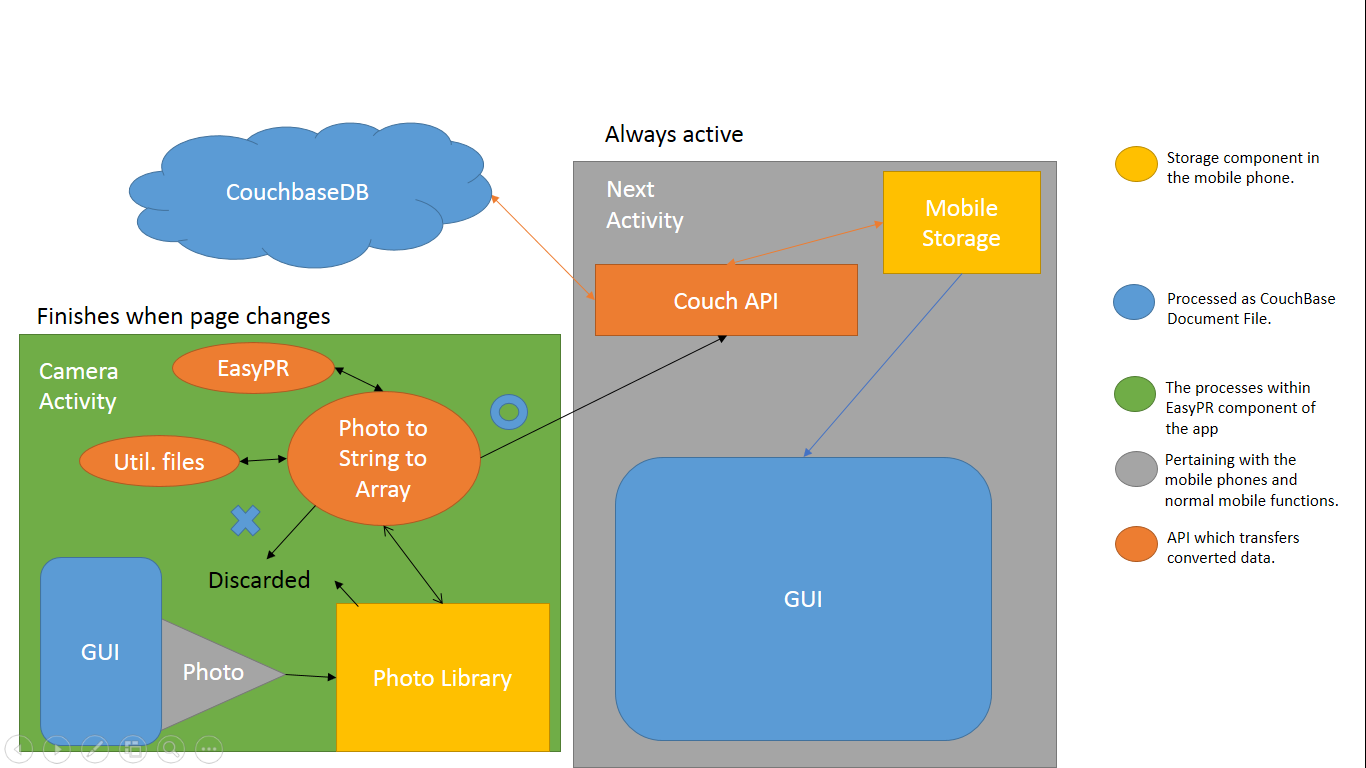 Always active
CouchbaseDB
Next
Activity
Mobile
Storage
Couch API
GUI
Finishes when page changes
Camera
Activity
EasyPR
Photo to
String to
Array
Util. files
Discarded
GUI
Photo
Photo Library
Storage component in
the mobile phone.
Processed as CouchBase
Document File.
The processes within
EasyPR component of
the app
Pertaining with the
mobile phones and
normal mobile functions.
API which transfers
converted data.